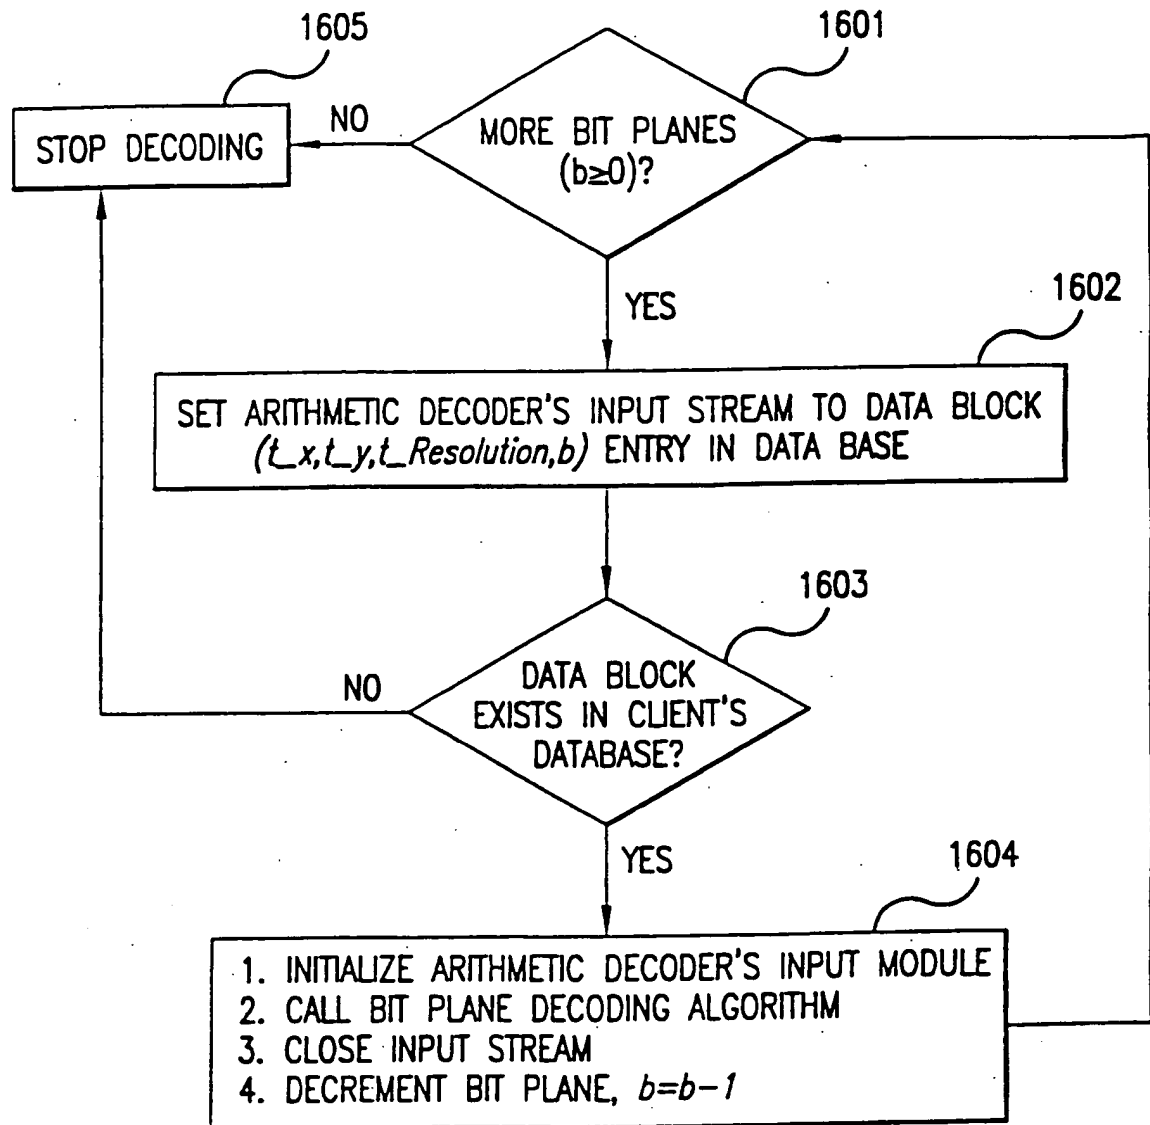 1605
1601
STOP DECODING
NO
MORE BIT PLANES
(b≥0)?
YES
1602
SET ARITHMETIC DECODER'S INPUT STREAM TO DATA BLOCK
(t_x,t_y,t_Resolution,b) ENTRY IN DATA BASE
1603
NO
DATA BLOCK
EXISTS IN CLIENT'S
DATABASE?
YES
1604
1. INITIALIZE ARITHMETIC DECODER'S INPUT MODULE
2. CALL BIT PLANE DECODING ALGORITHM
3. CLOSE INPUT STREAM
4. DECREMENT BIT PLANE, b=b-1